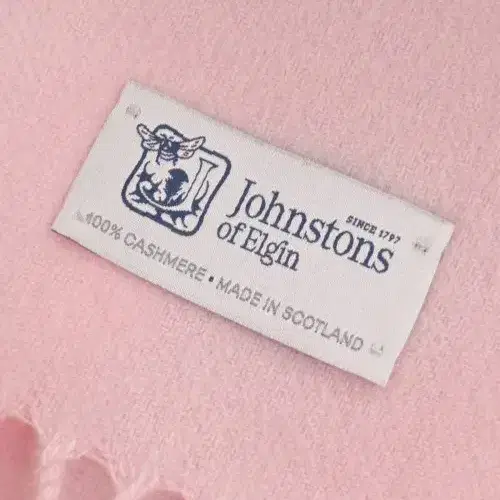 SINCE 1797
Johnstons
of Elgin
100% CASHMERE • MADE IN SCOTLAND